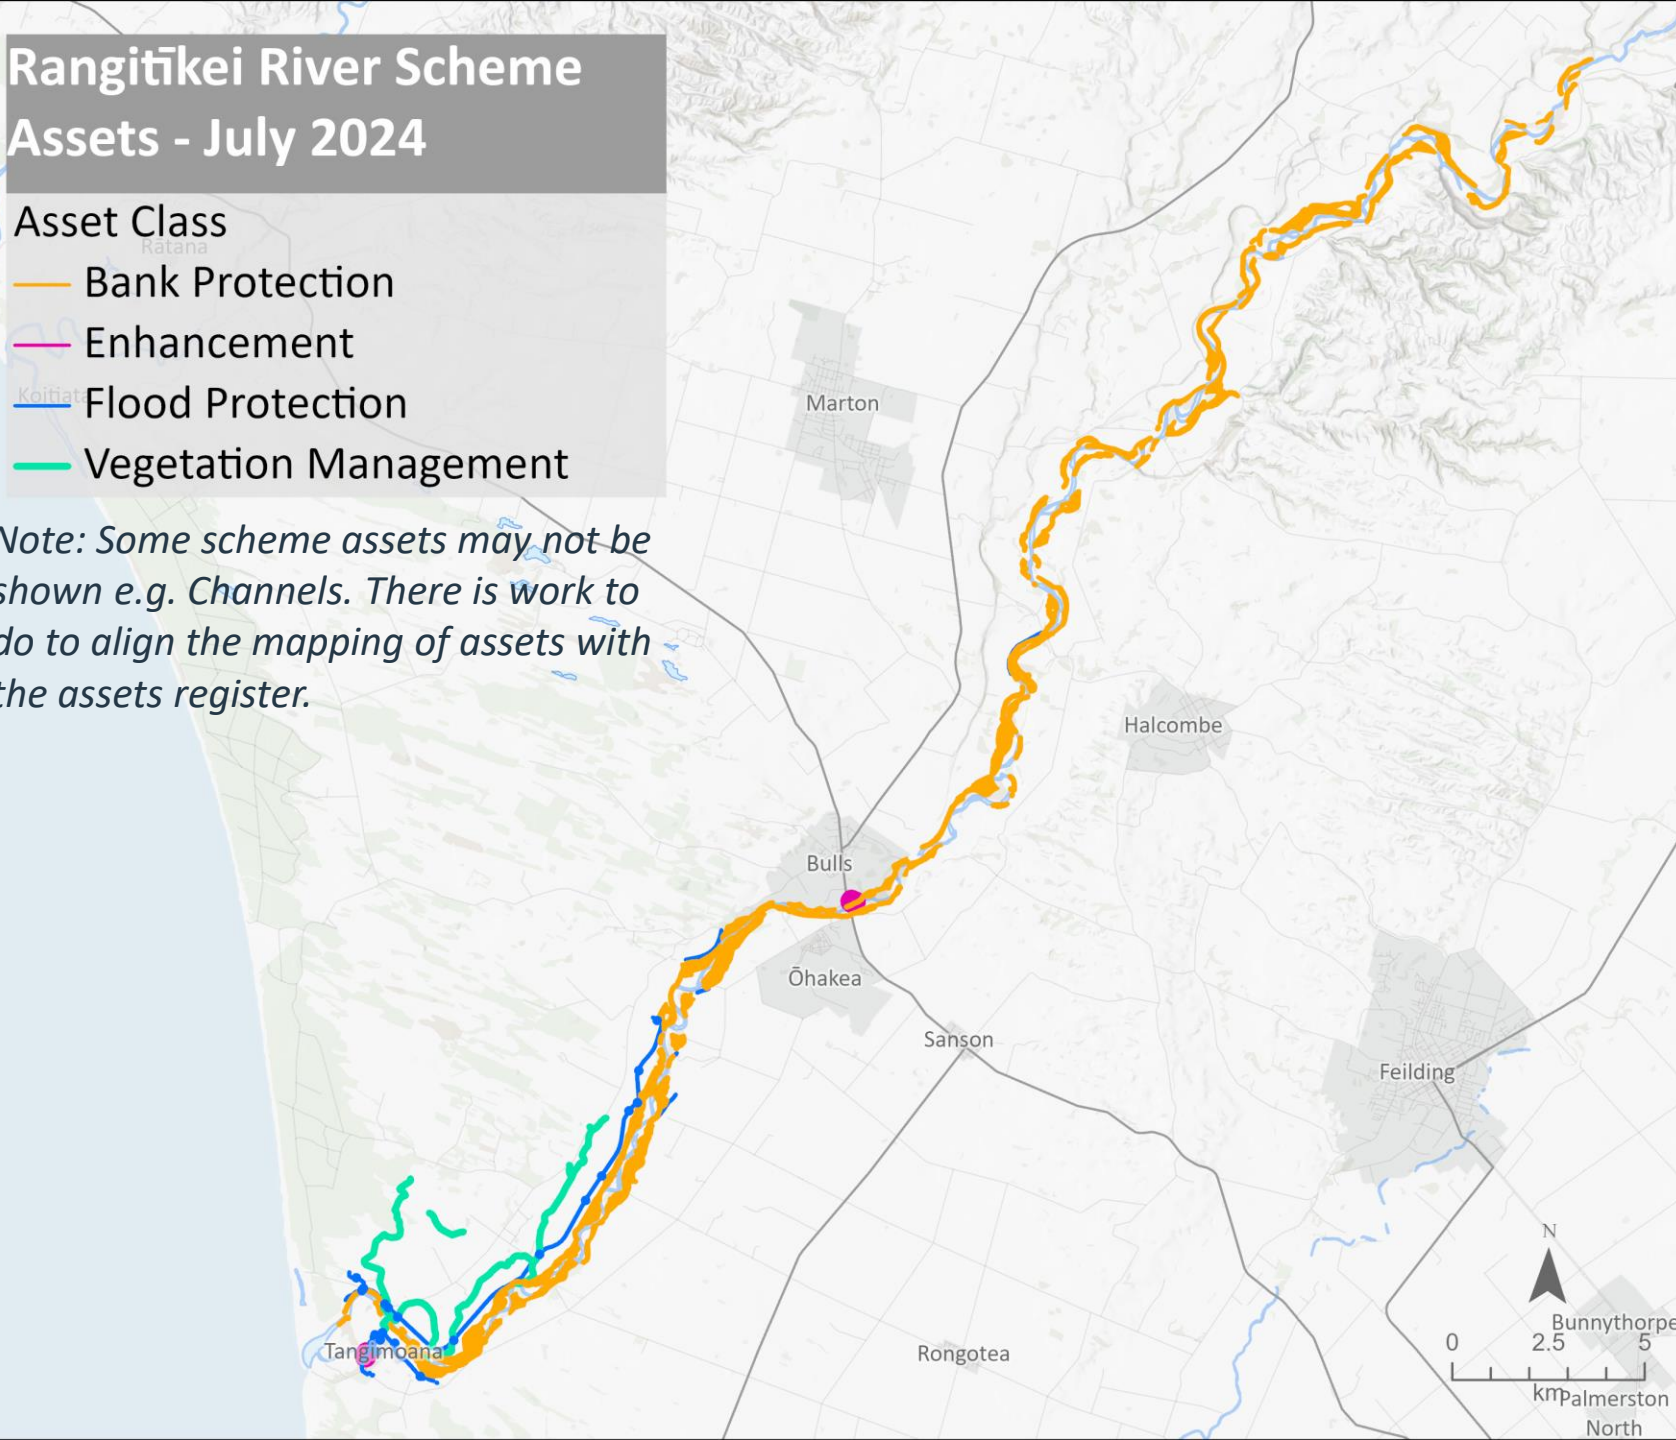 Rangitīkei River Scheme
Assets - July 2024
Asset Class
Rātana
Bank Protection
Enhancement
Koitiata
Flood Protection
Vegetation Management
Note: Some scheme assets may not be
shown e.g. Channels. There is work to
do to align the mapping of assets with
the assets register.
Marton
Halcombe
Bulls
Ōhakea
Sanson
Feilding
Tangimoana
Rongotea
N
Bunnythorpe
0 2.5 5
km
Palmerston
North